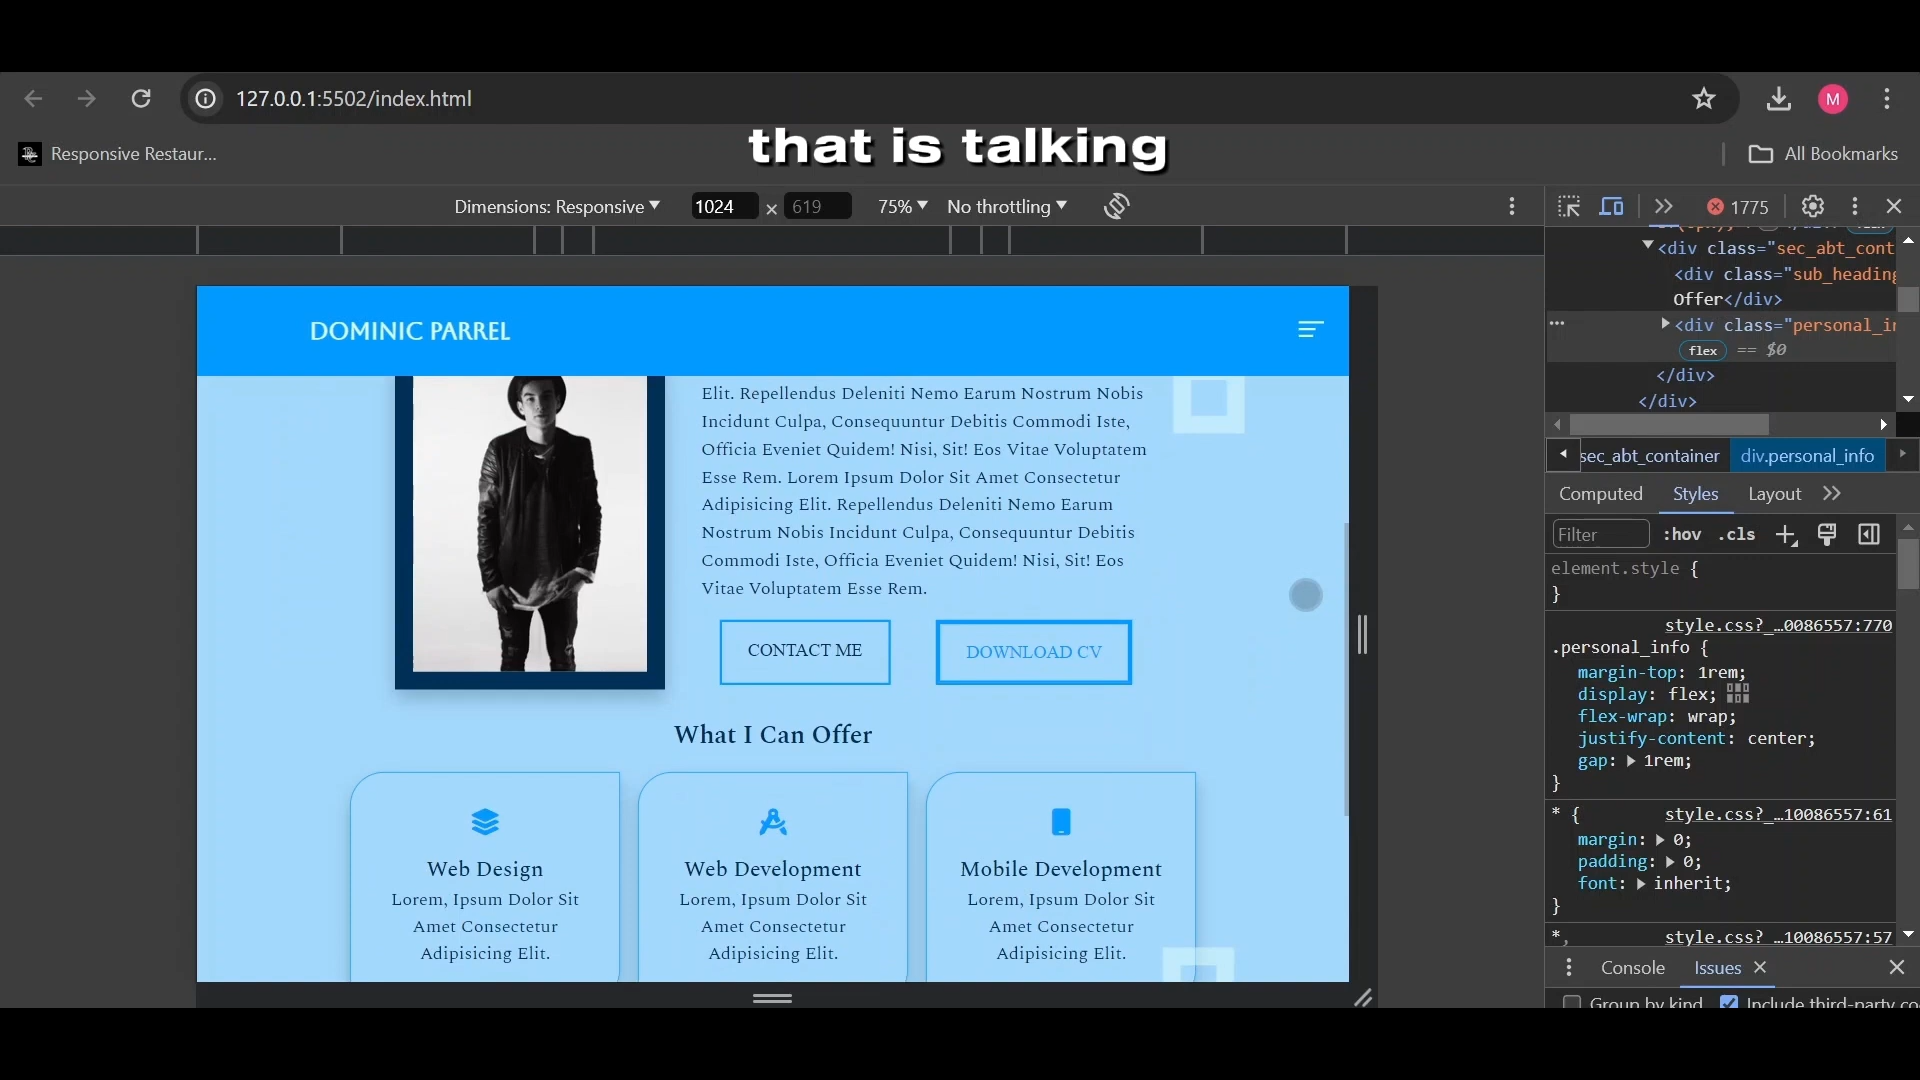 127.0.0.1:5502/index.html
M
Responsive Restaur...
that is talking
All Bookmarks
Dimensions: Responsive
1024 × 619
75%
No throttling
1775
DOMINIC PARREL
Elit. Repellendus Deleniti Nemo Earum Nostrum Nobis
Incidunt Culpa, Consequuntur Debitis Commodi Iste,
Officia Eveniet Quidem! Nisi, Sit! Eos Vitae Voluptatem
Esse Rem. Lorem Ipsum Dolor Sit Amet Consectetur
Adipisicing Elit. Repellendus Deleniti Nemo Earum
Nostrum Nobis Incidunt Culpa, Consequuntur Debitis
Commodi Iste, Officia Eveniet Quidem! Nisi, Sit! Eos
Vitae Voluptatem Esse Rem.
CONTACT ME
DOWNLOAD CV
What I Can Offer
Web Design
Lorem, Ipsum Dolor Sit
Amet Consectetur
Adipisicing Elit.
Web Development
Lorem, Ipsum Dolor Sit
Amet Consectetur
Adipisicing Elit.
Mobile Development
Lorem, Ipsum Dolor Sit
Amet Consectetur
Adipisicing Elit.
<div class="sec_abt_cont
<div class="sub_heading
Offer</div>
<div class="personal_in
flex == $0
</div>
</div>
sec_abt_container
div.personal_info
Computed
Styles
Layout
Filter
:hov
.cls
element.style {
}
style.css?_…0086557:770
.personal_info {
margin-top: 1rem;
display: flex;
flex-wrap: wrap;
justify-content: center;
gap: 1rem;
}
* {
style.css?_…10086557:61
margin: 0;
padding: 0;
font: inherit;
}
*,
style.css?_…10086557:57
Console
Issues
Group by kind
Include third-party co